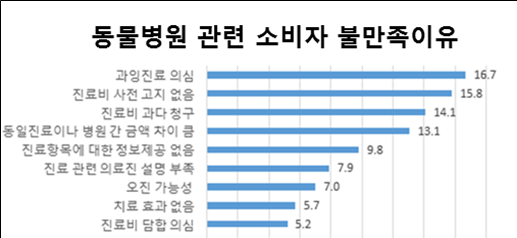 동물병원 관련 소비자 불만족이유
과잉진료 의심 16.7
진료비 사전 고지 없음 15.8
진료비 과다 청구 14.1
동일진료이나 병원 간 금액 차이 큼 13.1
진료항목에 대한 정보제공 없음 9.8
진료 관련 의료진 설명 부족 7.9
오진 가능성 7.0
치료 효과 없음 5.7
진료비 담합 의심 5.2